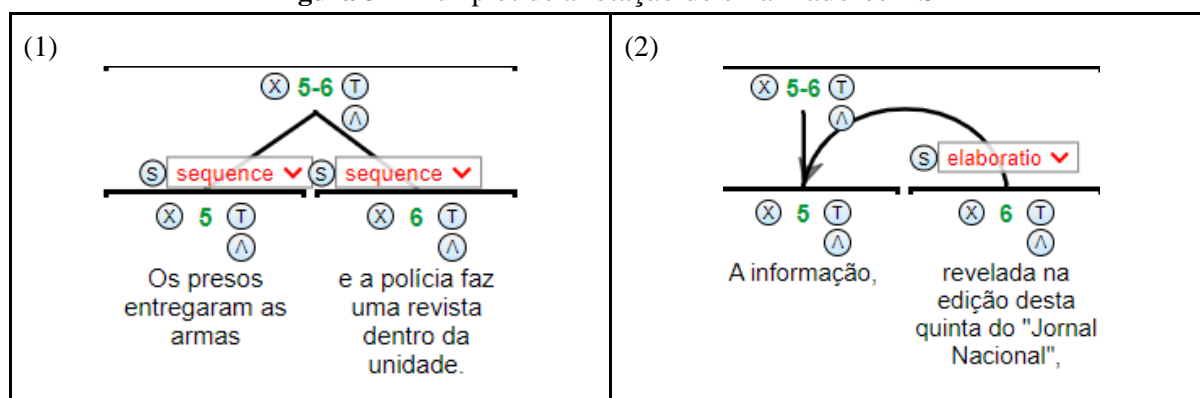 (1)
X 5-6 T
Λ
S sequence S sequence
X 5 T
Λ
X 6 T
Λ
Os presos
entregaram as
armas
e a polícia faz
uma revista
dentro da
unidade.
(2)
X 5-6 T
Λ
S elaboratio
X 5 T
Λ
X 6 T
Λ
A informação,
revelada na
edição desta
quinta do "Jornal
Nacional",